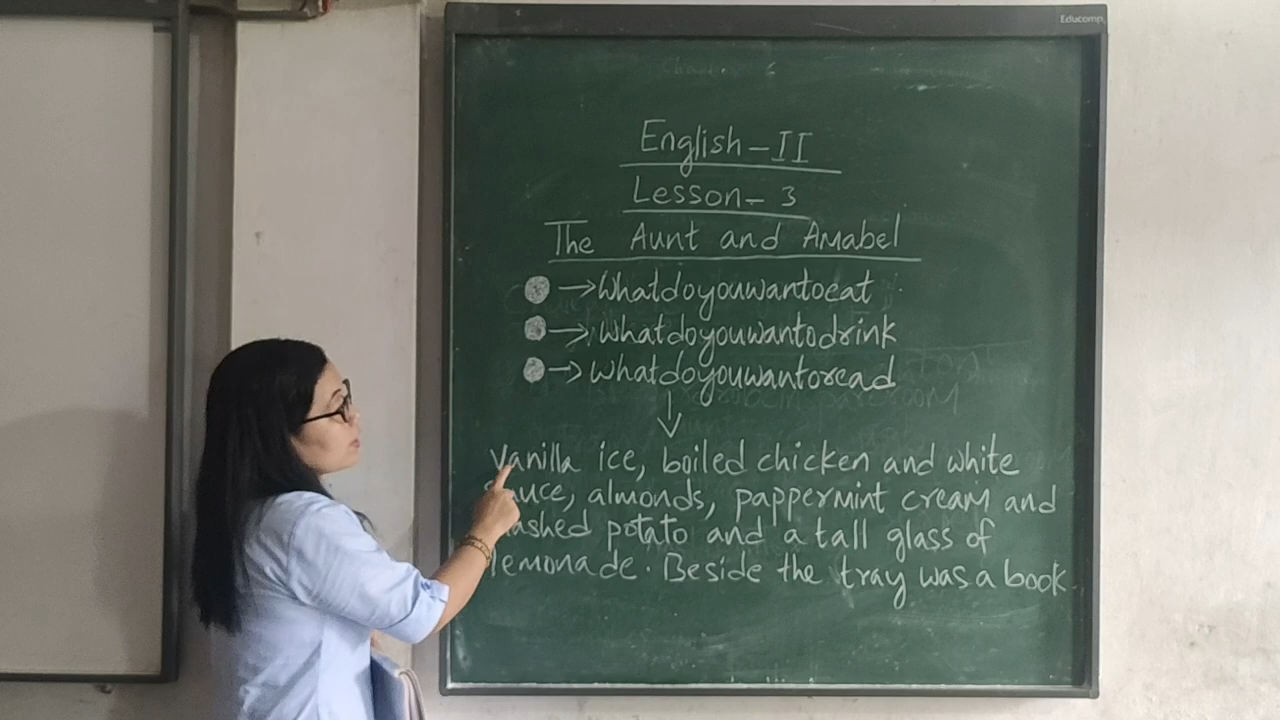 Educomp
English-II
Lesson-3
The Aunt and Amabel
→Whatdoyouwantoeat
→Whatdoyouwantodrink
→whatdoyouwantoread
Vanilla ice, boiled chicken and white
sauce, almonds, pappermint cream and
mashed potato and a tall glass of
lemonade. Beside the tray was a book